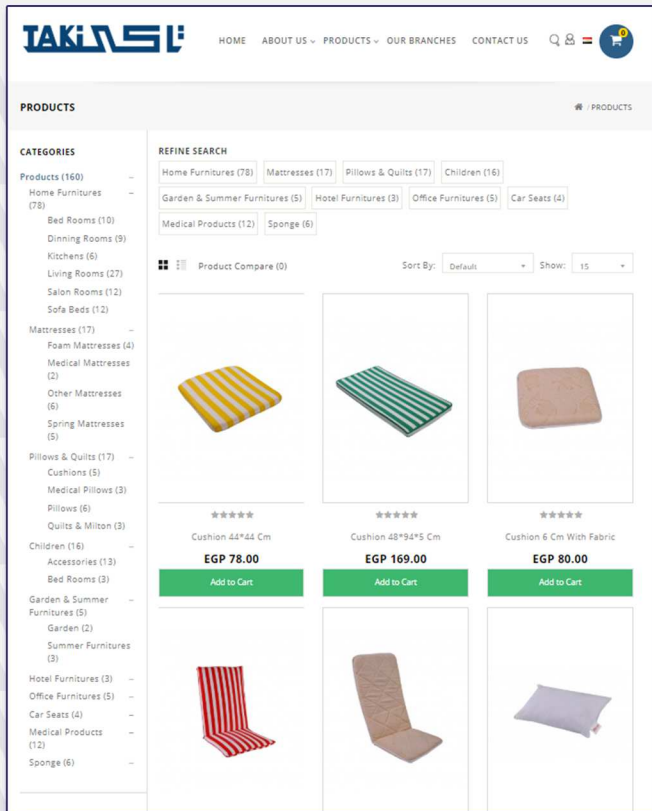 TAKi تاكى
HOME ABOUT US PRODUCTS OUR BRANCHES CONTACT US 0
PRODUCTS
/ PRODUCTS
CATEGORIES
Products (160) –
Home Furnitures –
(78)
Bed Rooms (10)
Dinning Rooms (9)
Kitchens (6)
Living Rooms (27)
Salon Rooms (12)
Sofa Beds (12)
Mattresses (17) –
Foam Mattresses (4)
Medical Mattresses
(2)
Other Mattresses
(6)
Spring Mattresses
(5)
Pillows & Quilts (17) –
Cushions (5)
Medical Pillows (3)
Pillows (6)
Quilts & Milton (3)
Children (16) –
Accessories (13)
Bed Rooms (3)
Garden & Summer –
Furnitures (5)
Garden (2)
Summer Furnitures
(3)
Hotel Furnitures (3) –
Office Furnitures (5) –
Car Seats (4) –
Medical Products –
(12)
Sponge (6) –
REFINE SEARCH
Home Furnitures (78) Mattresses (17) Pillows & Quilts (17) Children (16)
Garden & Summer Furnitures (5) Hotel Furnitures (3) Office Furnitures (5) Car Seats (4)
Medical Products (12) Sponge (6)
Product Compare (0) Sort By: Default Show: 15
Cushion 44*44 Cm Cushion 48*94*5 Cm Cushion 6 Cm With Fabric
EGP 78.00 EGP 169.00 EGP 80.00
Add to Cart Add to Cart Add to Cart